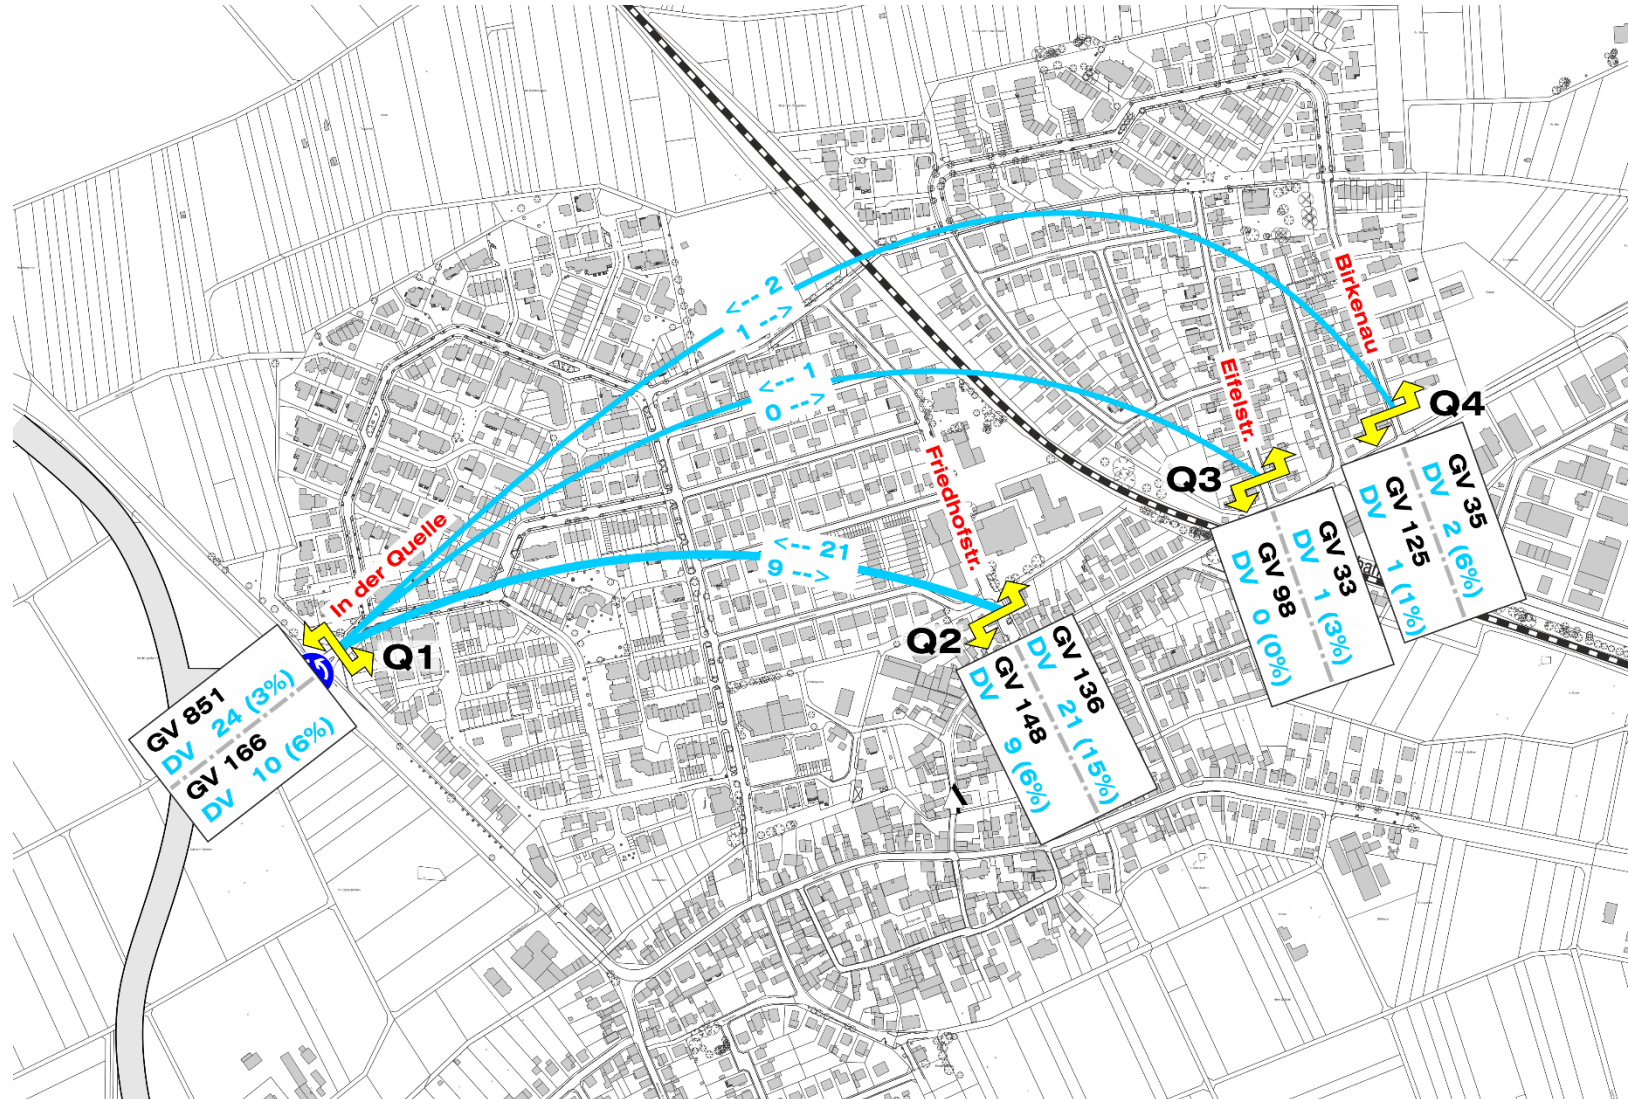 Birkenau
<--- 2
1 -->
Eifelstr.
<--- 1
0 -->
Q4
Friedhofstr.
Q3
GV 35
DV 2 (6%)
GV 125
DV 1 (1%)
In der Quelle
<-- 21
9 -->
GV 33
DV 1 (3%)
GV 98
DV 0 (0%)
Q1
Q2
GV 136
DV 21 (15%)
GV 148
DV 9 (6%)
GV 851
DV 24 (3%)
GV 166
DV 10 (6%)